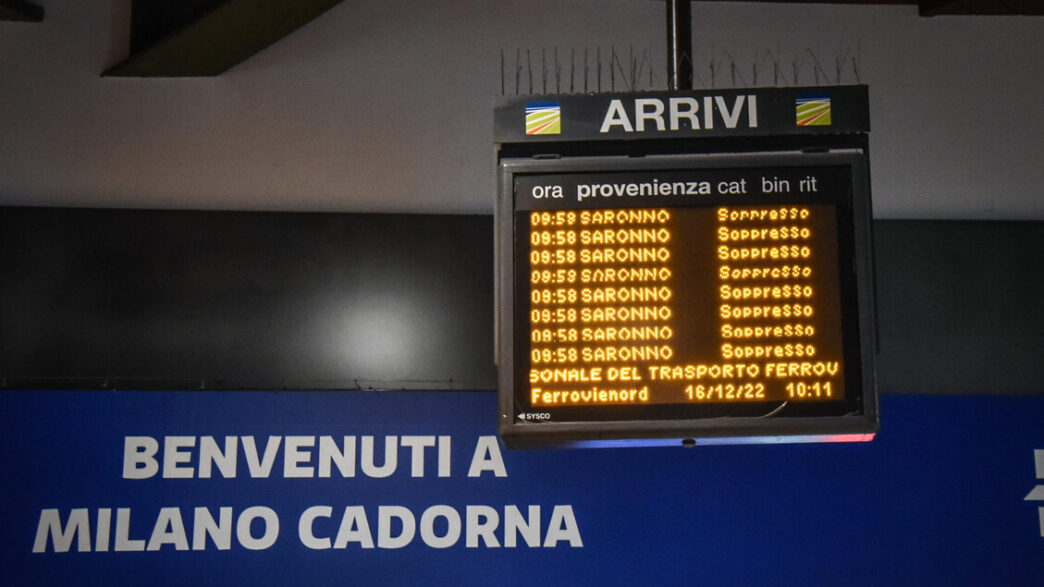 ARRIVI
ora provenienza cat bin rit
09:58 SARONNO Soppresso
09:58 SARONNO Soppresso
09:58 SARONNO Soppresso
09:58 SARONNO Soppresso
09:58 SARONNO Soppresso
09:58 SARONNO Soppresso
09:58 SARONNO Soppresso
09:58 SARONNO Soppresso
SONALE DEL TRASPORTO FERROV
Ferrovienord 16/12/22 10:11
SYSCO
BENVENUTI A
MILANO CADORNA